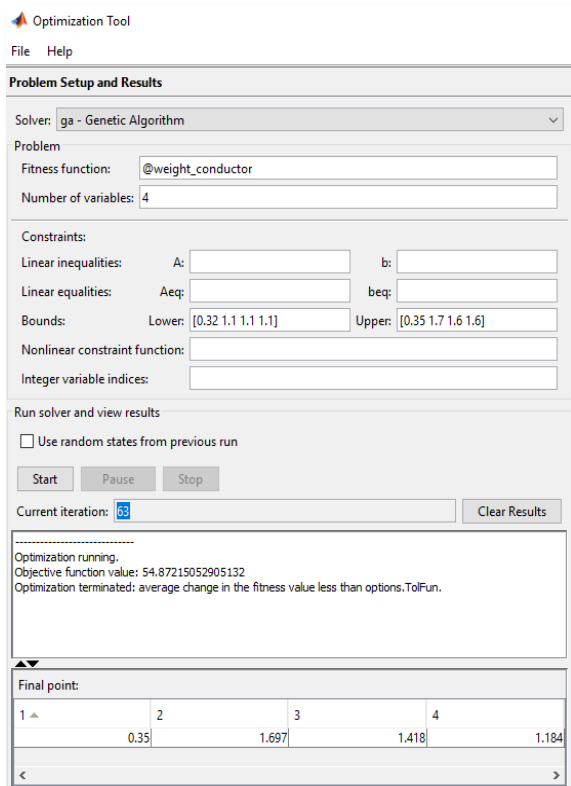 Optimization Tool
File Help
Problem Setup and Results
Solver: ga - Genetic Algorithm
Problem
Fitness function: @weight_conductor
Number of variables: 4
Constraints:
Linear inequalities: A: b:
Linear equalities: Aeq: beq:
Bounds: Lower: [0.32 1.1 1.1 1.1] Upper: [0.35 1.7 1.6 1.6]
Nonlinear constraint function:
Integer variable indices:
Run solver and view results
Use random states from previous run
Start Pause Stop
Current iteration: 63 Clear Results
-----------------------------
Optimization running.
Objective function value: 54.87215052905132
Optimization terminated: average change in the fitness value less than options.TolFun.
Final point:
1 2 3 4
0.35 1.697 1.418 1.184